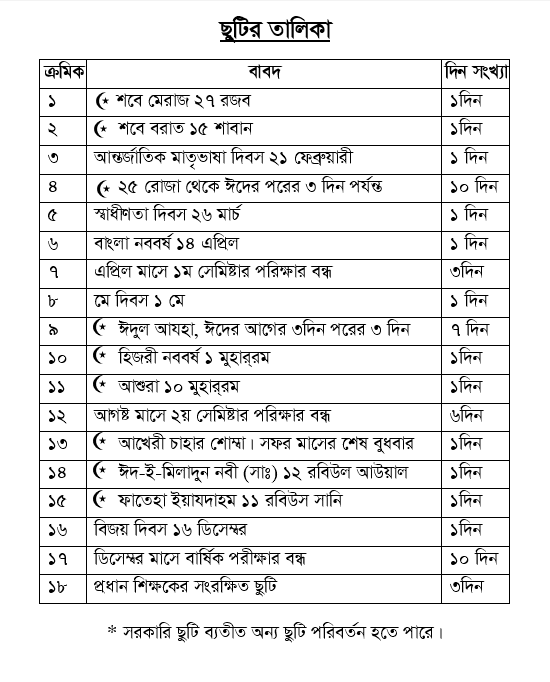 ছুটির তালিকা
ক্রমিক বাবদ দিন সংখ্যা
১ ☪ শবে মেরাজ ২৭ রজব ১দিন
২ ☪ শবে বরাত ১৫ শাবান ১দিন
৩ আন্তর্জাতিক মাতৃভাষা দিবস ২১ ফেব্রুয়ারী ১ দিন
৪ ☪ ২৫ রোজা থেকে ঈদের পরের ৩ দিন পর্যন্ত ১০ দিন
৫ স্বাধীণতা দিবস ২৬ মার্চ ১ দিন
৬ বাংলা নববর্ষ ১৪ এপ্রিল ১ দিন
৭ এপ্রিল মাসে ১ম সেমিষ্টার পরিক্ষার বন্ধ ৩দিন
৮ মে দিবস ১ মে ১ দিন
৯ ☪ ঈদুল আযহা, ঈদের আগের ৩দিন পরের ৩ দিন ৭ দিন
১০ ☪ হিজরী নববর্ষ ১ মুহার্‌রম ১দিন
১১ ☪ আশুরা ১০ মুহার্‌রম ১দিন
১২ আগষ্ট মাসে ২য় সেমিষ্টার পরিক্ষার বন্ধ ৬দিন
১৩ ☪ আখেরী চাহার শোম্বা। সফর মাসের শেষ বুধবার ১দিন
১৪ ☪ ঈদ-ই-মিলাদুন নবী (সাঃ) ১২ রবিউল আউয়াল ১দিন
১৫ ☪ ফাতেহা ইয়াযদাহম ১১ রবিউস সানি ১দিন
১৬ বিজয় দিবস ১৬ ডিসেম্বর ১দিন
১৭ ডিসেম্বর মাসে বার্ষিক পরীক্ষার বন্ধ ১০ দিন
১৮ প্রধান শিক্ষকের সংরক্ষিত ছুটি ৩দিন
* সরকারি ছুটি ব্যতীত অন্য ছুটি পরিবর্তন হতে পারে।